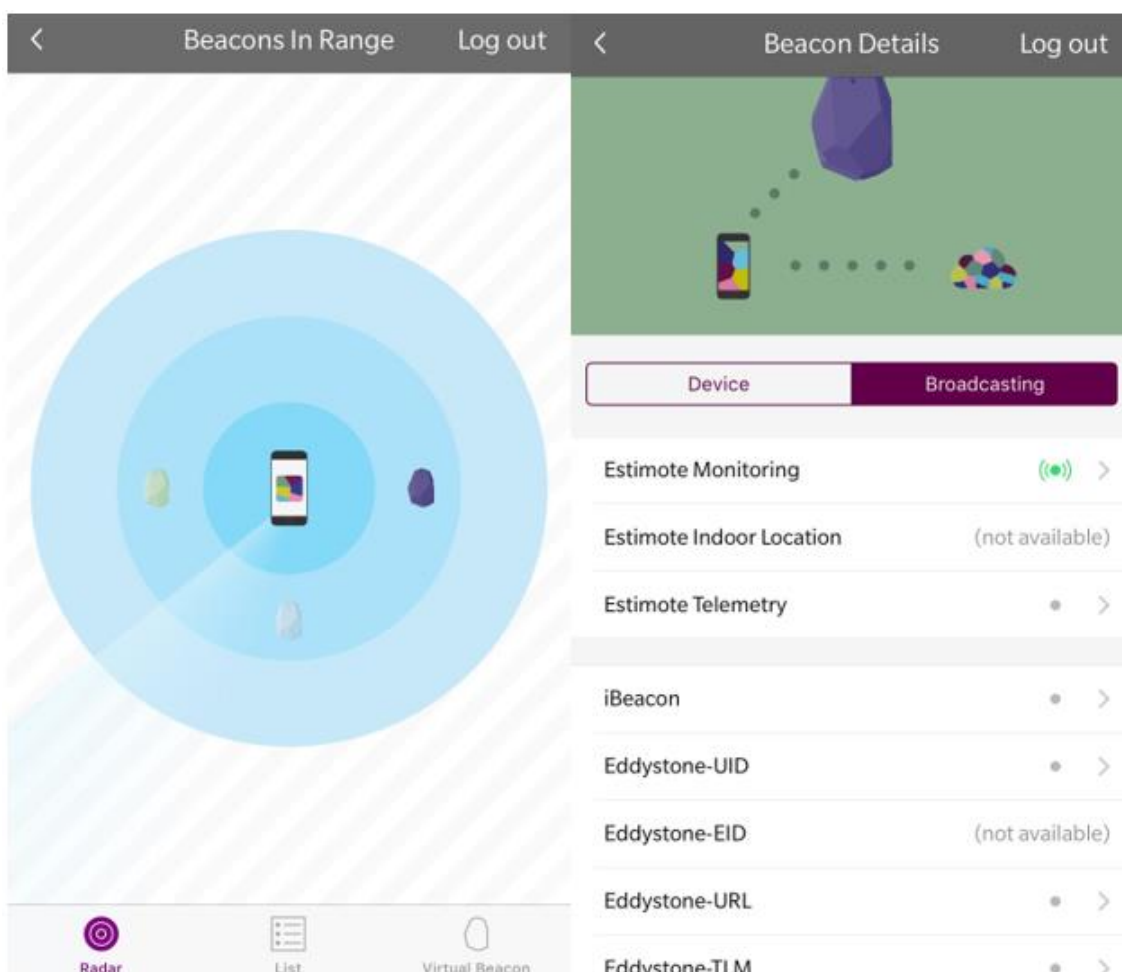 Beacons In Range
Log out
Radar
List
Virtual Beacon
Beacon Details
Log out
Device
Broadcasting
Estimote Monitoring
Estimote Indoor Location (not available)
Estimote Telemetry
iBeacon
Eddystone-UID
Eddystone-EID (not available)
Eddystone-URL
Eddystone-TLM